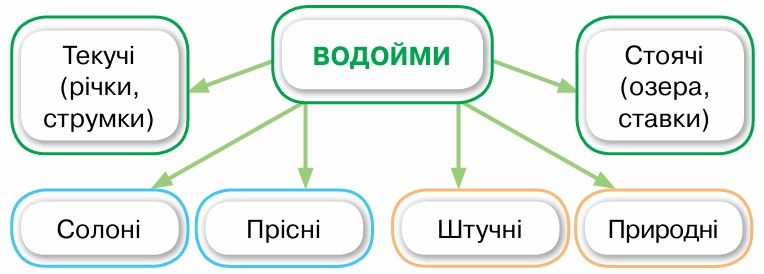 ВОДОЙМИ
Текучі
(річки,
струмки)
Стоячі
(озера,
ставки)
Солоні
Прісні
Штучні
Природні